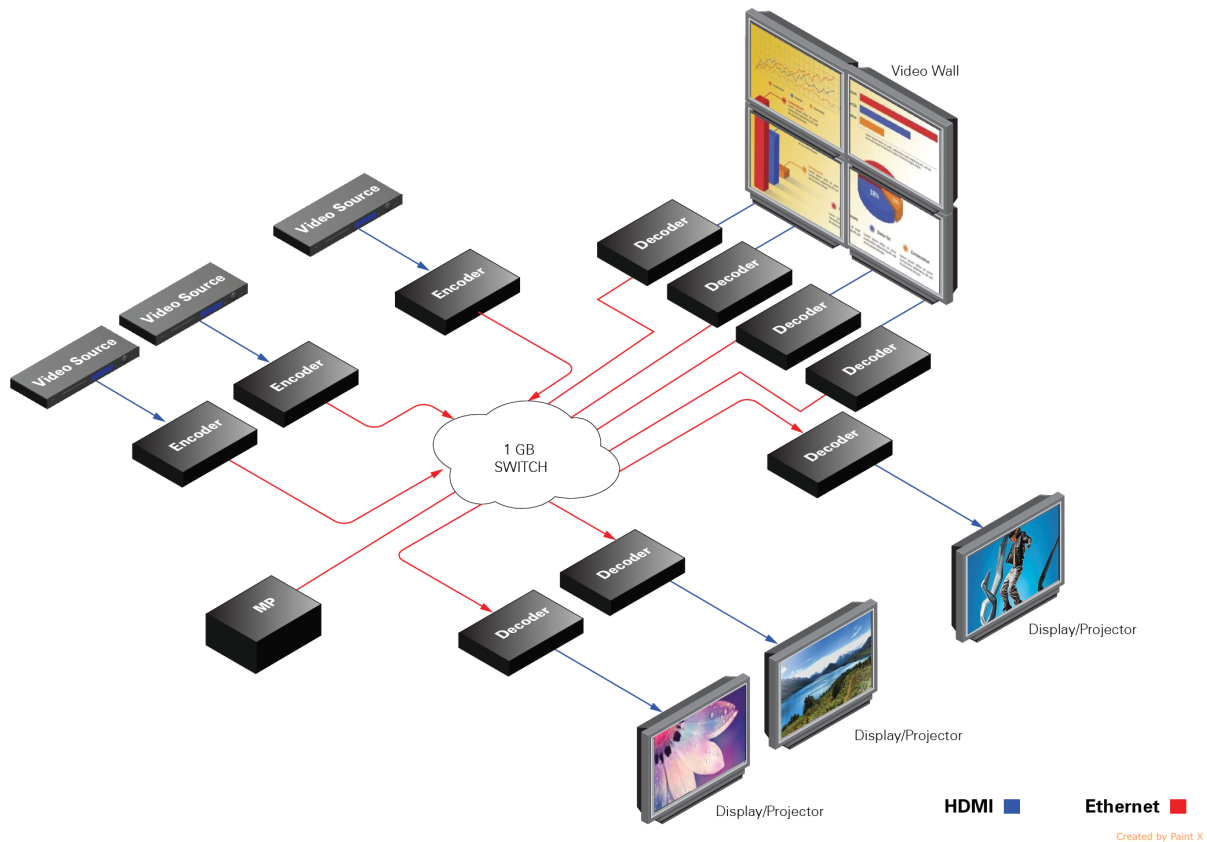 Video Wall
Video Source
Decoder
Encoder
Decoder
Video Source
Decoder
Video Source
Encoder
Decoder
Encoder
Decoder
1 GB
SWITCH
Decoder
MP
Decoder
Display/Projector
Display/Projector
Display/Projector
HDMI
Ethernet
Created by Paint X